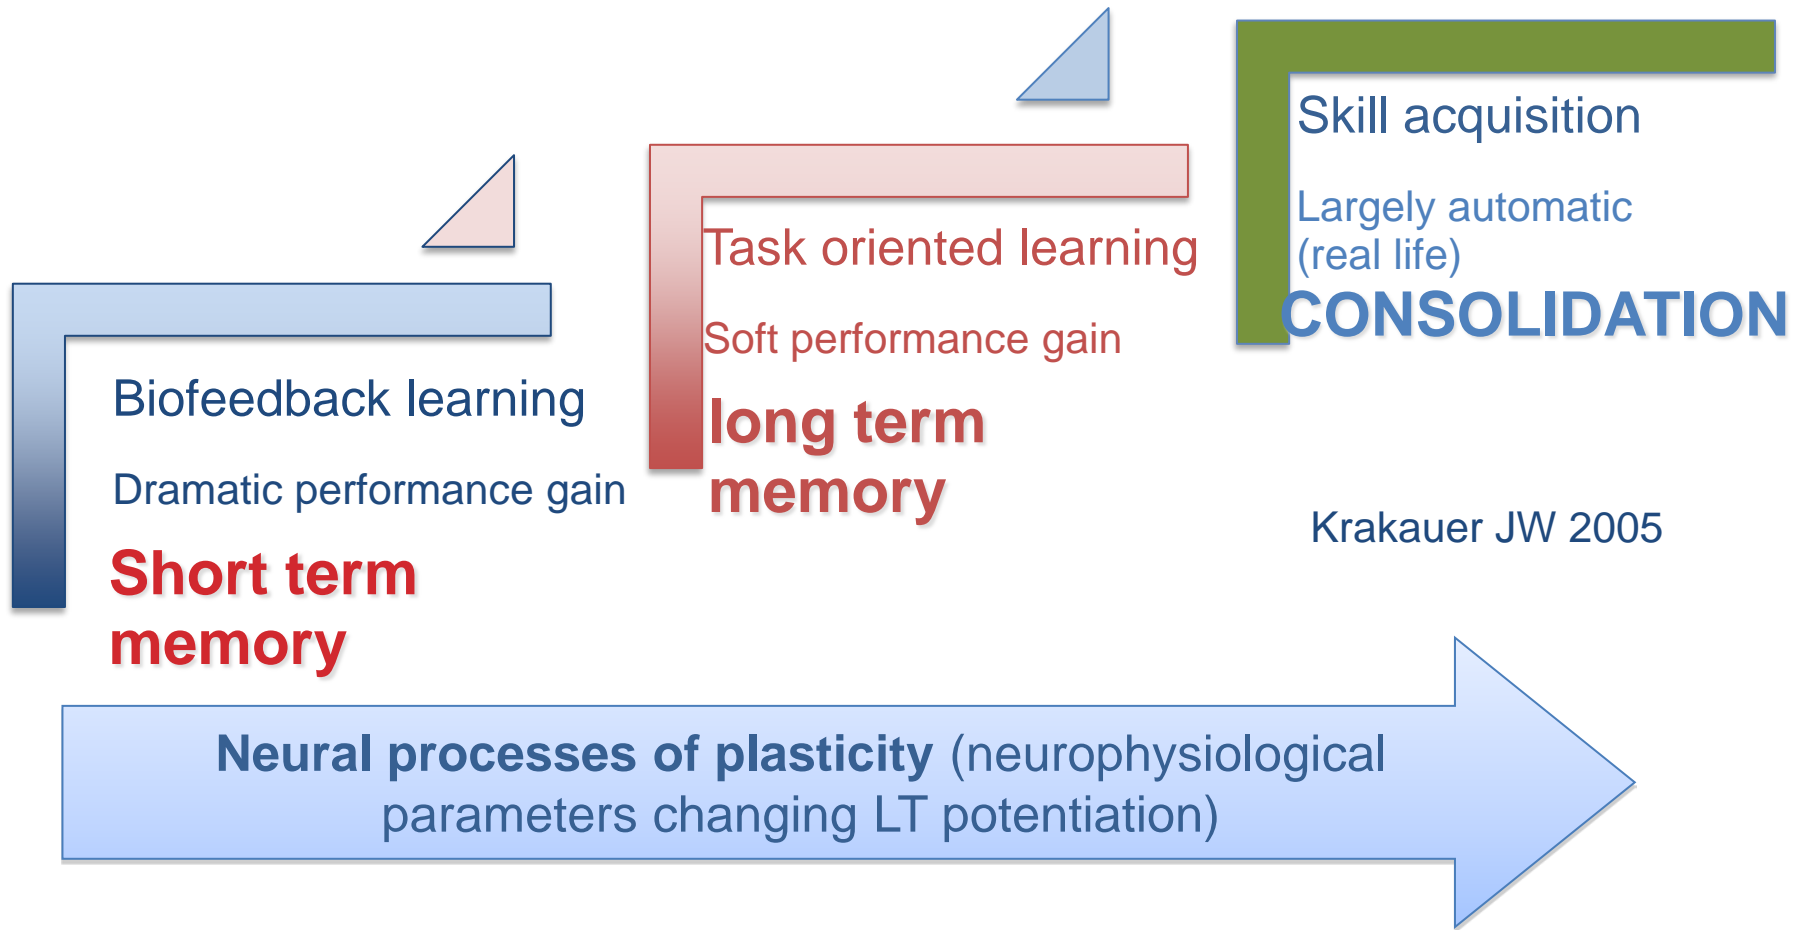 Biofeedback learning
Dramatic performance gain
Short term
memory
Task oriented learning
Soft performance gain
long term
memory
Skill acquisition
Largely automatic
(real life)
CONSOLIDATION
Krakauer JW 2005
Neural processes of plasticity (neurophysiological
parameters changing LT potentiation)